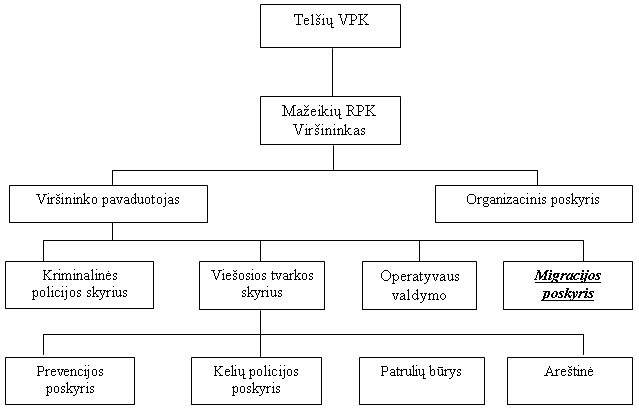 Telšių VPK
Mažeikių RPK
Viršininkas
Viršininko pavaduotojas
Organizacinis poskyris
Kriminalinės
policijos skyrius
Viešosios tvarkos
skyrius
Operatyvaus
valdymo
Migracijos
poskyris
Prevencijos
poskyris
Kelių policijos
poskyris
Patrulių būrys
Areštinė